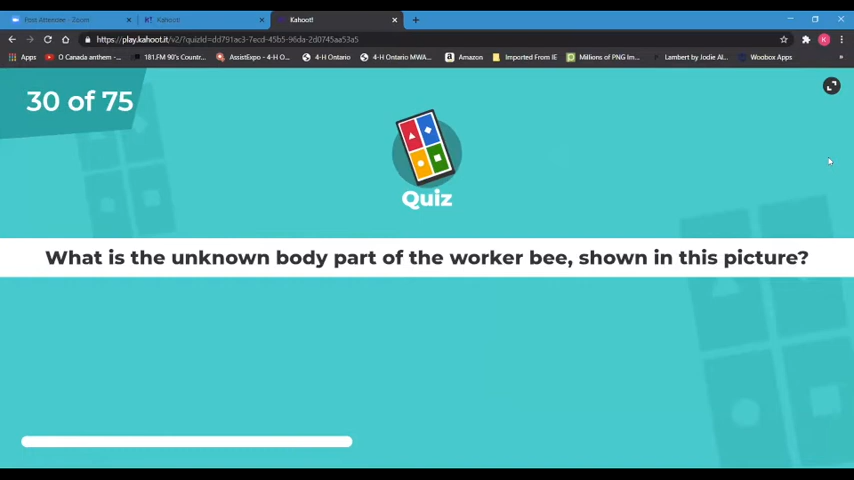 Post Attendee - Zoom
Kahoot!
Kahoot!
https://play.kahoot.it/v2/?quizId=dd791ac3-7ecd-45b5-96da-2d0745aa53a5
Apps
O Canada anthem -...
181.FM 90's Countr...
AssistExpo - 4-H O...
4-H Ontario
4-H Ontario MWA...
Amazon
Imported From IE
Millions of PNG Im...
Lambert by Jodie Al...
Woobox Apps
30 of 75
Quiz
What is the unknown body part of the worker bee, shown in this picture?